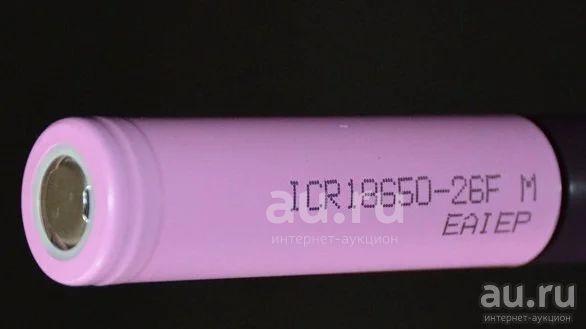 ICR18650-26F M
EAIEP
au.ru
интернет-аукцион
au.ru
интернет-аукцион